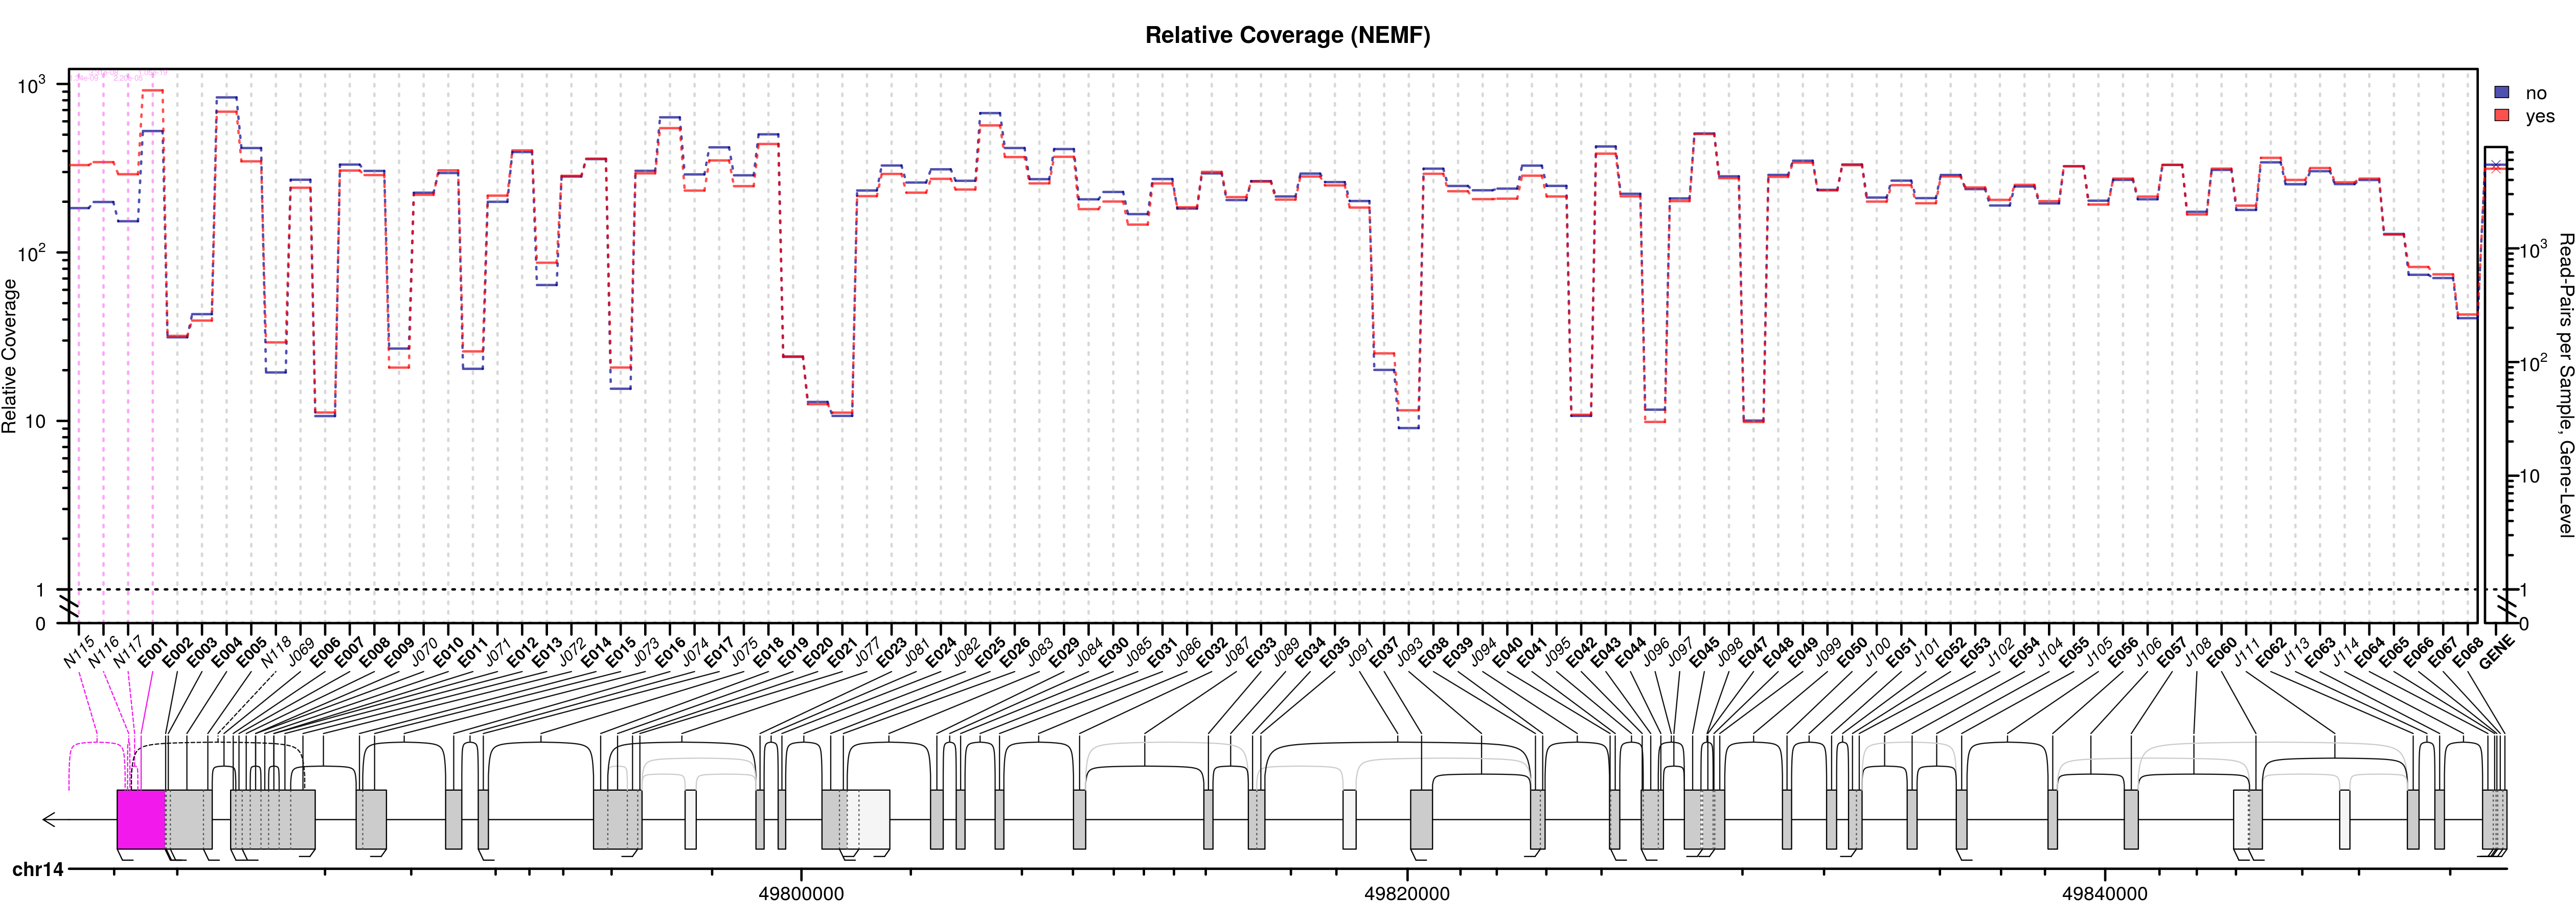 Relative Coverage (NEMF)
no
yes
Relative Coverage
10³
10²
10
1
0
Read-Pairs per Sample, Gene-Level
10³
10²
10
1
0
N115 N116 N117 E001 E002 E003 E004 E005 N118 J069 E006 E007 E008 E009 J070 E010 E011 J071 E012 E013 J072 E014 E015 J073 E016 J074 E017 J075 E018 E019 E020 E021 J077 E023 J081 E024 J082 E025 E026 J083 E029 J084 E030 J085 E031 J086 E032 J087 E033 J089 E034 E035 J091 E037 J093 E038 E039 J094 E040 E041 J095 E042 E043 E044 J096 J097 E045 J098 E047 E048 E049 J099 E050 J100 E051 J101 E052 E053 J102 E054 J104 E055 J105 E056 J106 E057 J108 E060 J111 E062 J113 E063 J114 E064 E065 E066 E067 E068 GENE
chr14
49800000 49820000 49840000